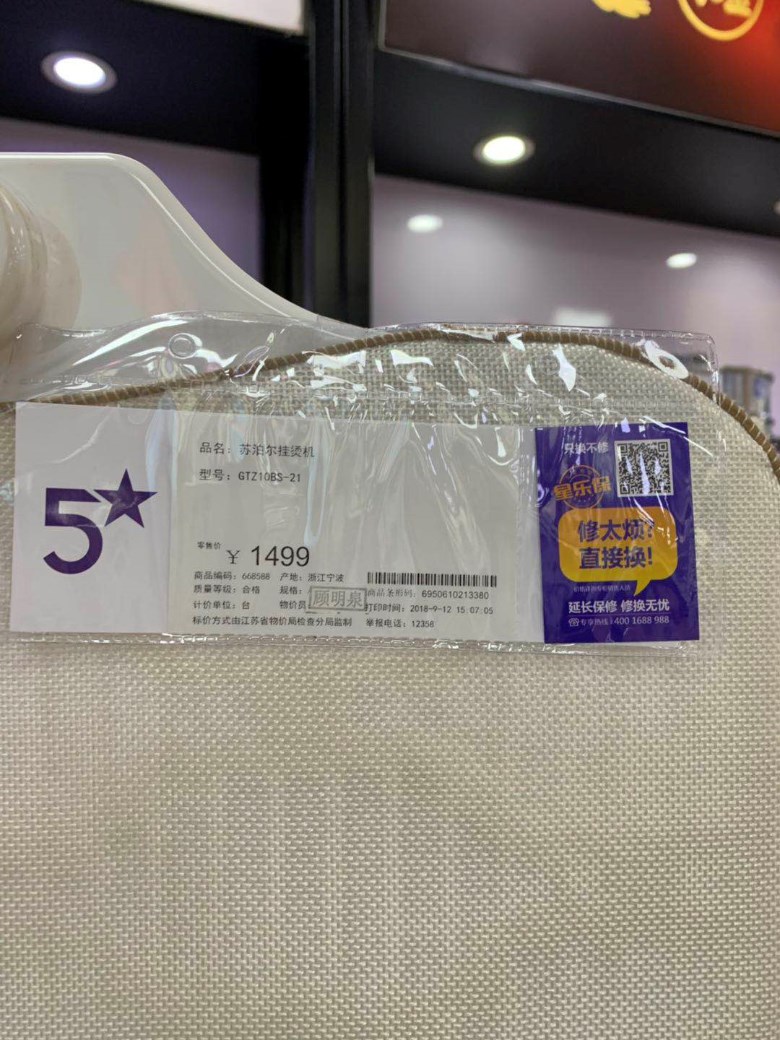 5
品名：苏泊尔挂烫机
型号：GTZ10BS-21
零售价
￥ 1499
商品编码：668588 产地：浙江宁波
质量等级：合格 规格：
计价单位：台 物价员
顾明泉
标价方式由江苏省物价局检查分局监制
商品条形码：6950610213380
打印时间：2018-9-12 15:07:05
举报电话：12358
只换不修
星乐保
修太烦?
直接换!
延长保修 修换无忧
专享热线：400 1688 988